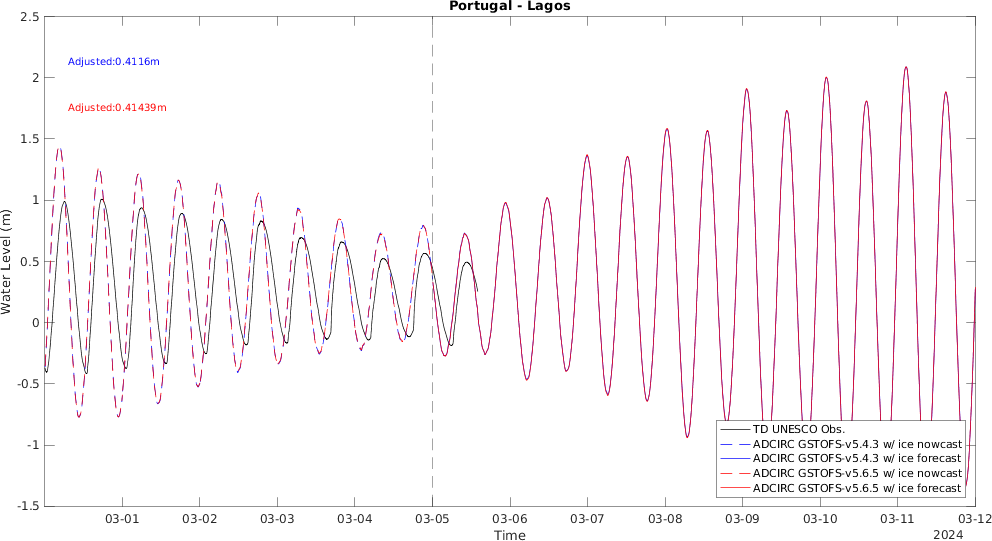 Portugal - Lagos
Adjusted:0.4116m
Adjusted:0.41439m
Water Level (m)
2.5
2
1.5
1
0.5
0
-0.5
-1
-1.5
TD UNESCO Obs.
ADCIRC GSTOFS-v5.4.3 w/ ice nowcast
ADCIRC GSTOFS-v5.4.3 w/ ice forecast
ADCIRC GSTOFS-v5.6.5 w/ ice nowcast
ADCIRC GSTOFS-v5.6.5 w/ ice forecast
03-01 03-02 03-03 03-04 03-05 03-06 03-07 03-08 03-09 03-10 03-11 03-12
Time
2024